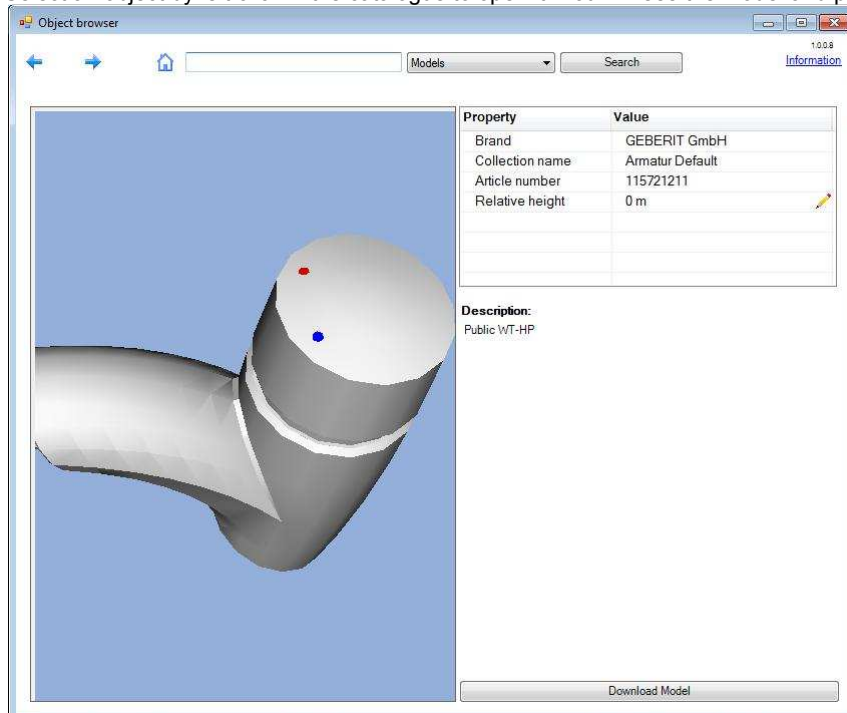 Object browser
1.0.0.8
Models Search Information
Property Value
Brand GEBERIT GmbH
Collection name Armatur Default
Article number 115721211
Relative height 0 m
Description:
Public WT-HP
Download Model